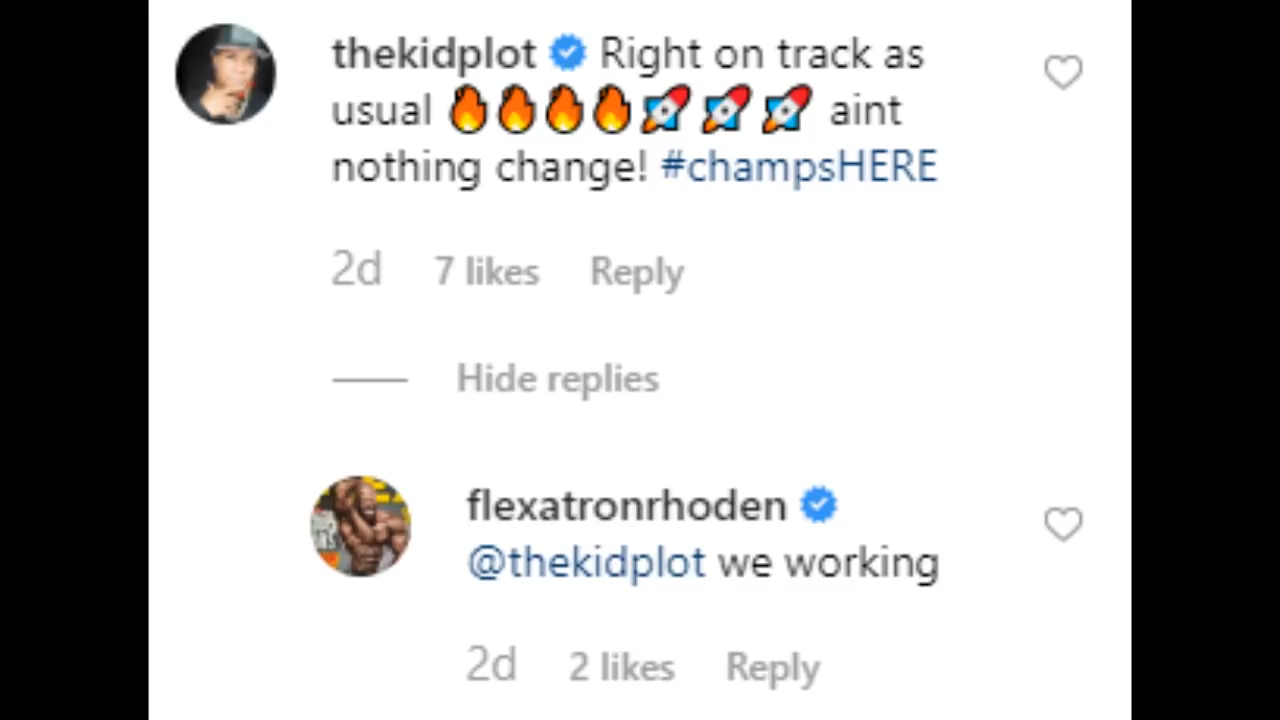 thekidplot Right on track as
usual 🔥🔥🔥🔥🚀🚀🚀 aint
nothing change! #champsHERE
2d 7 likes Reply
Hide replies
flexatronrhoden
@thekidplot we working
2d 2 likes Reply